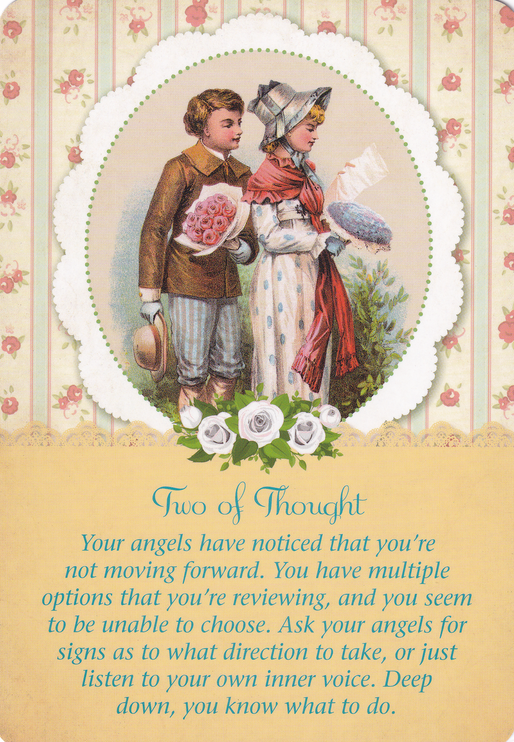 Two of Thought
Your angels have noticed that you're
not moving forward. You have multiple
options that you're reviewing, and you seem
to be unable to choose. Ask your angels for
signs as to what direction to take, or just
listen to your own inner voice. Deep
down, you know what to do.